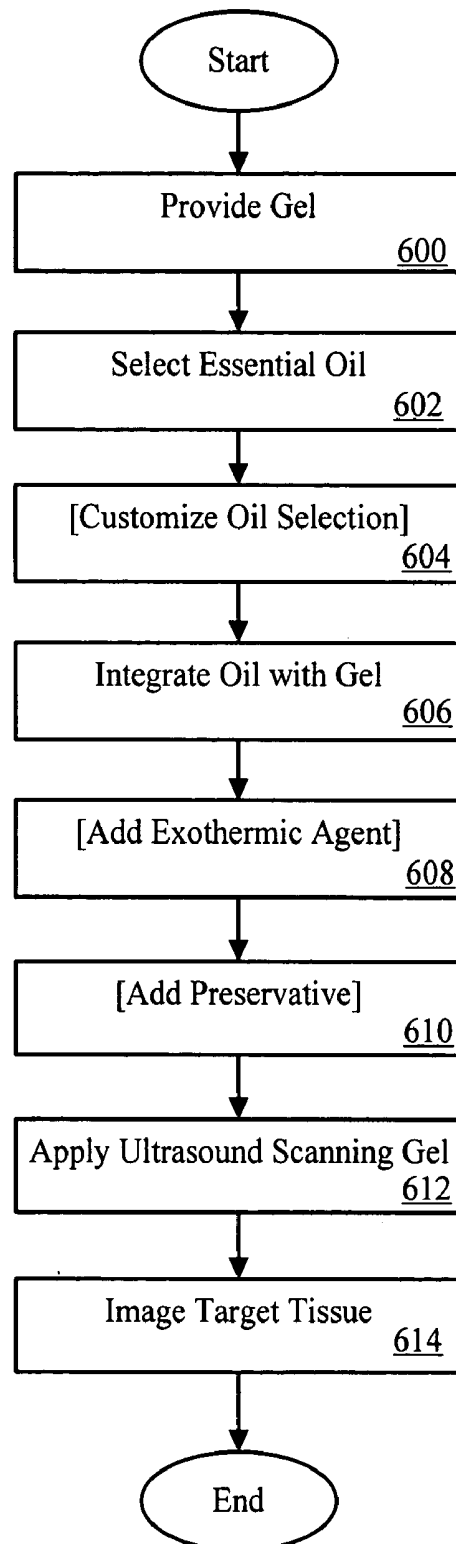 Start
Provide Gel
600
Select Essential Oil
602
[Customize Oil Selection]
604
Integrate Oil with Gel
606
[Add Exothermic Agent]
608
[Add Preservative]
610
Apply Ultrasound Scanning Gel
612
Image Target Tissue
614
End